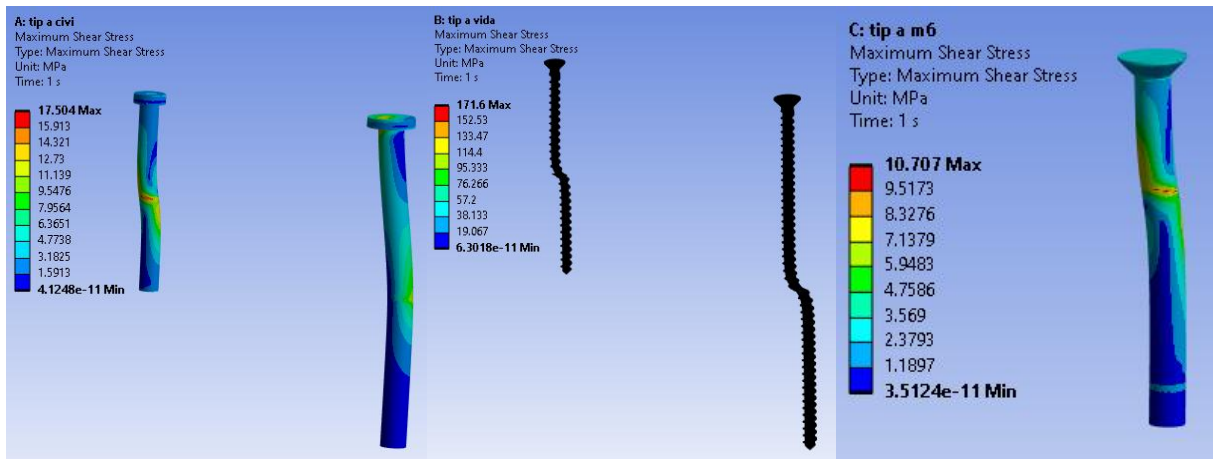 A: tip a civi
Maximum Shear Stress
Type: Maximum Shear Stress
Unit: MPa
Time: 1 s
17.504 Max
15.913
14.321
12.73
11.139
9.5476
7.9564
6.3651
4.7738
3.1825
1.5913
4.1248e-11 Min
B: tip a vida
Maximum Shear Stress
Type: Maximum Shear Stress
Unit: MPa
Time: 1 s
171.6 Max
152.53
133.47
114.4
95.333
76.266
57.2
38.133
19.067
6.3018e-11 Min
C: tip a m6
Maximum Shear Stress
Type: Maximum Shear Stress
Unit: MPa
Time: 1 s
10.707 Max
9.5173
8.3276
7.1379
5.9483
4.7586
3.569
2.3793
1.1897
3.5124e-11 Min